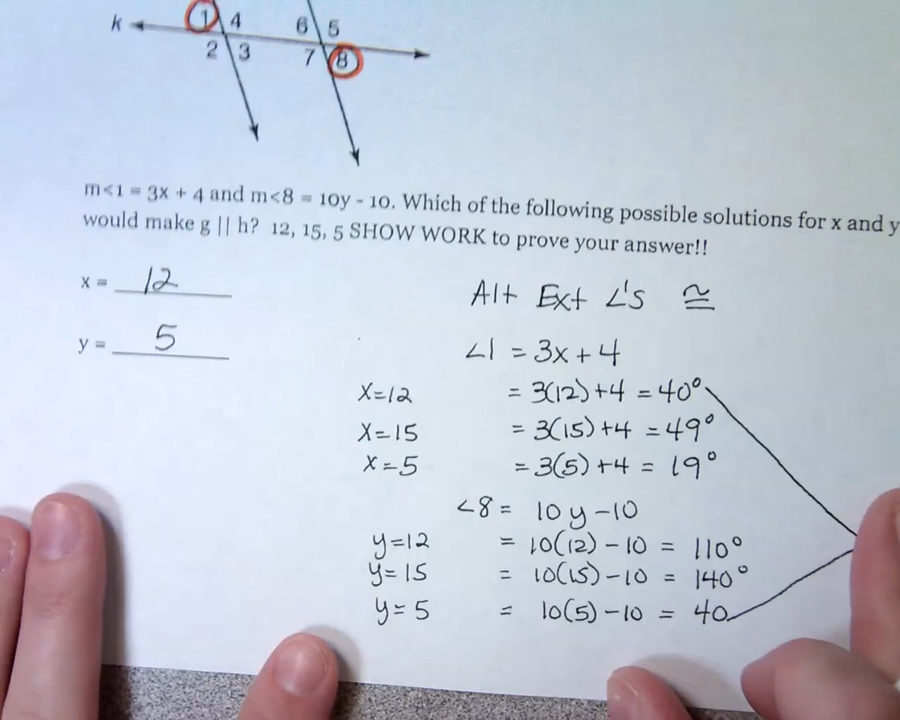 k 1 4 6 5
2 3 7 8
m<1 = 3x + 4 and m<8 = 10y - 10. Which of the following possible solutions for x and y
would make g || h? 12, 15, 5 SHOW WORK to prove your answer!!
x = 12
Alt Ext ∠'s ≅
y = 5
∠1 = 3x + 4
x=12 = 3(12)+4 = 40°
x=15 = 3(15)+4 = 49°
x=5 = 3(5)+4 = 19°
∠8 = 10y-10
y=12 = 10(12)-10 = 110°
y=15 = 10(15)-10 = 140°
y=5 = 10(5)-10 = 40